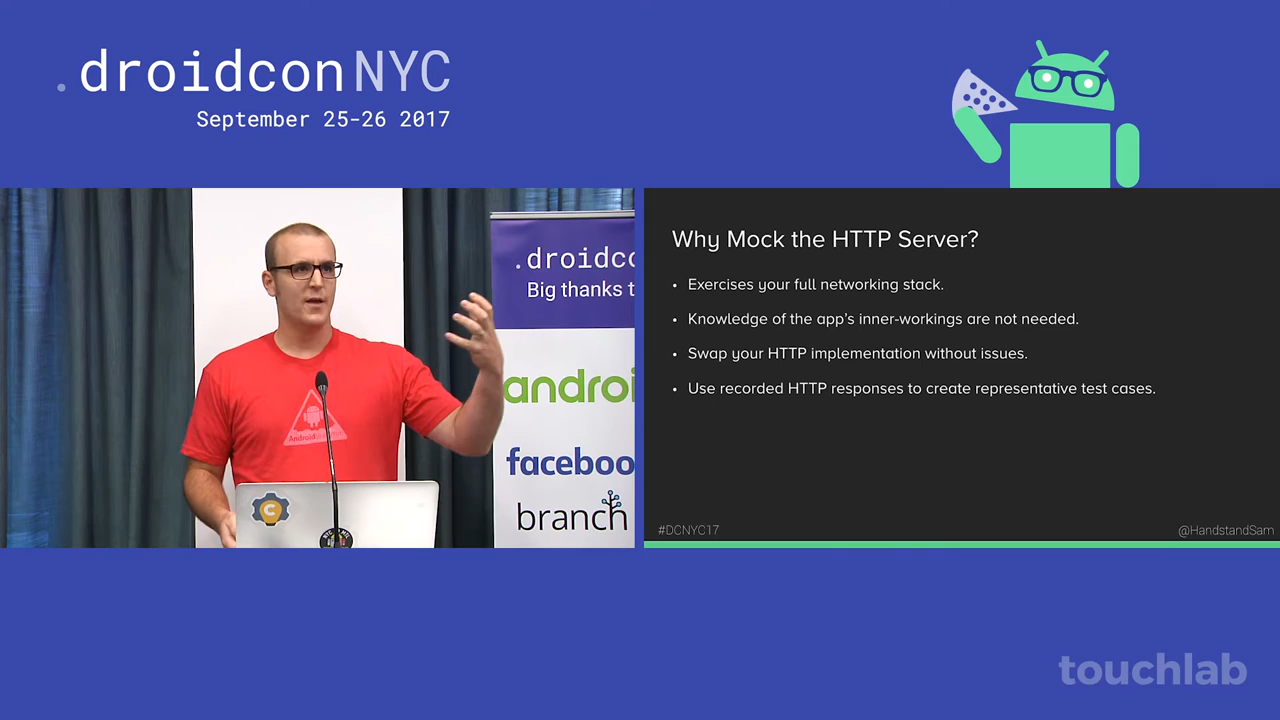 .droidconNYC
September 25-26 2017
.droidco
Big thanks t
androi
faceboo
branch
Android
C
Why Mock the HTTP Server?
• Exercises your full networking stack.
• Knowledge of the app's inner-workings are not needed.
• Swap your HTTP implementation without issues.
• Use recorded HTTP responses to create representative test cases.
#DCNYC17
@HandstandSam
touchlab